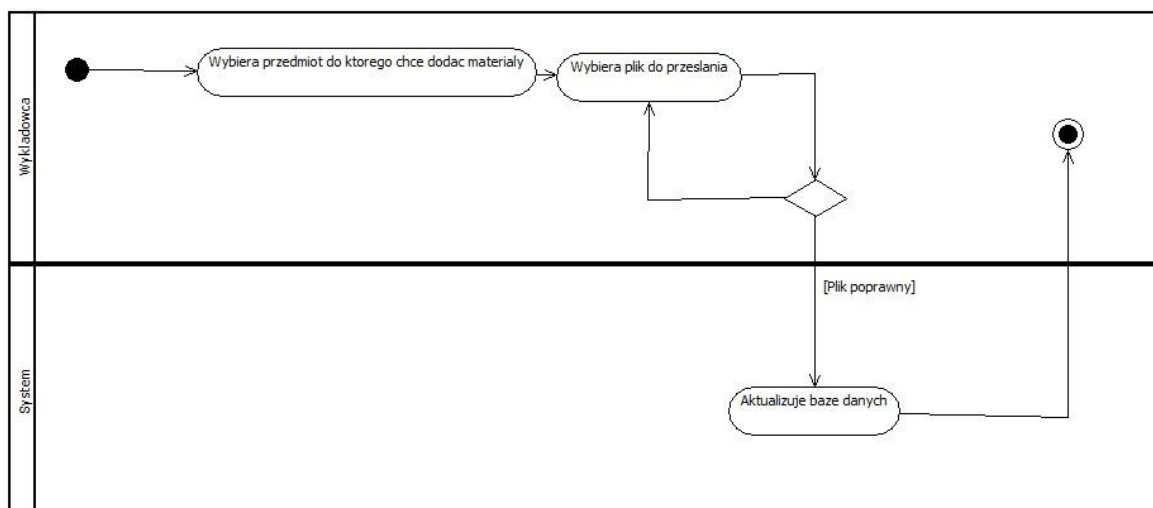 Wykladowca
Wybiera przedmiot do ktorego chce dodac materialy
Wybiera plik do przeslania
System
[Plik poprawny]
Aktualizuje baze danych